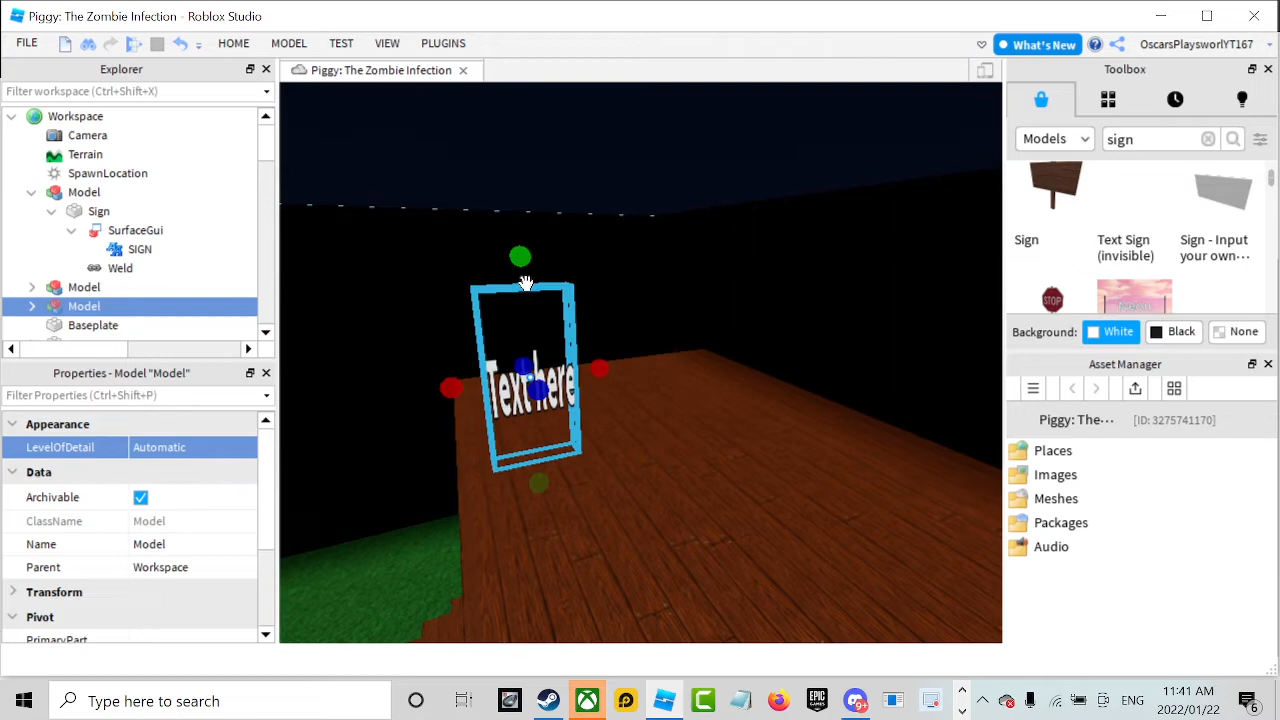 Piggy: The Zombie Infection - Roblox Studio
FILE HOME MODEL TEST VIEW PLUGINS What's New OscarsPlaysworlYT167
Explorer
Filter workspace (Ctrl+Shift+X)
Workspace
Camera
Terrain
SpawnLocation
Model
Sign
SurfaceGui
SIGN
Weld
Model
Model
Baseplate
Properties - Model "Model"
Filter Properties (Ctrl+Shift+P)
Appearance
LevelOfDetail Automatic
Data
Archivable
ClassName Model
Name Model
Parent Workspace
Transform
Pivot
PrimaryPart
Piggy: The Zombie Infection
Text here
Toolbox
Models sign
Sign
Text Sign (invisible)
Sign - Input your own...
STOP
Background: White Black None
Asset Manager
Piggy: The... [ID: 3275741170]
Places
Images
Meshes
Packages
Audio
Type here to search
ENG
11:41 AM
2022/01/22
6